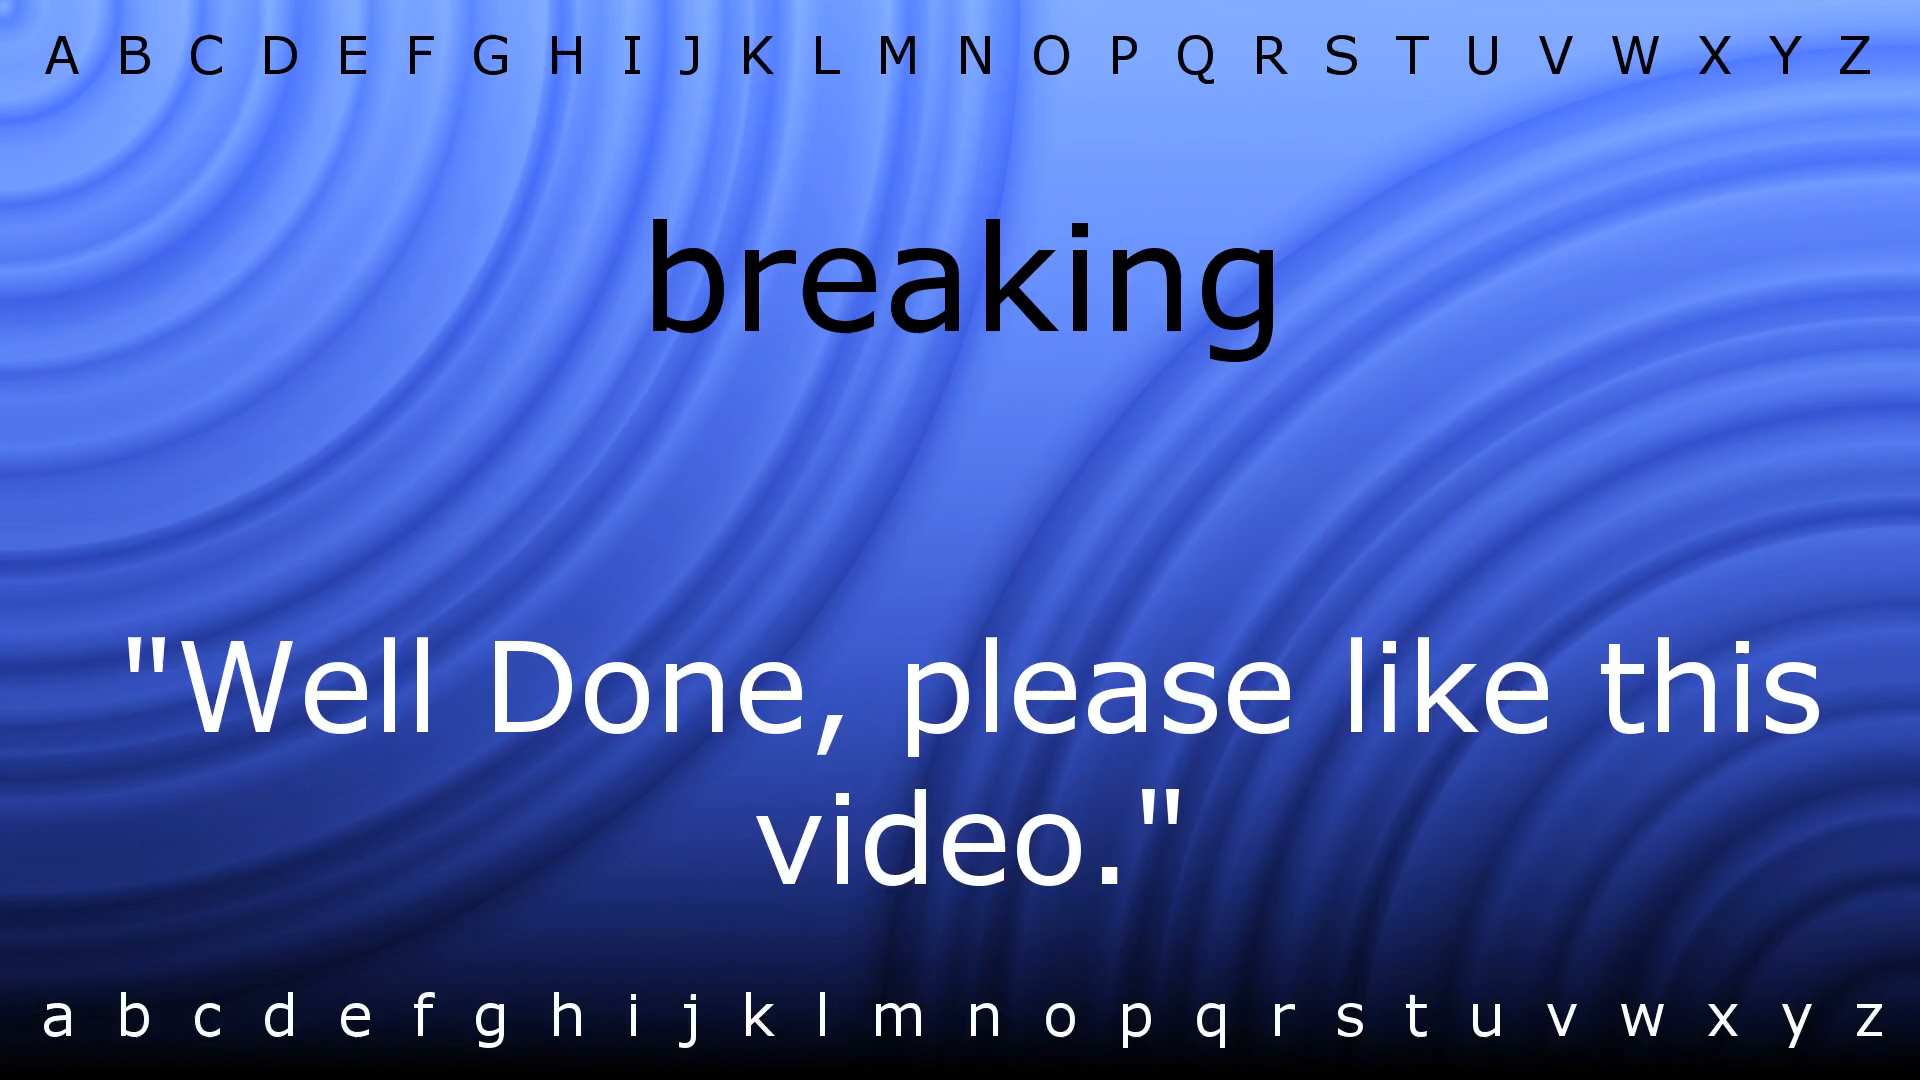 A B C D E F G H I J K L M N O P Q R S T U V W X Y Z
breaking
"Well Done, please like this
video."
a b c d e f g h i j k l m n o p q r s t u v w x y z